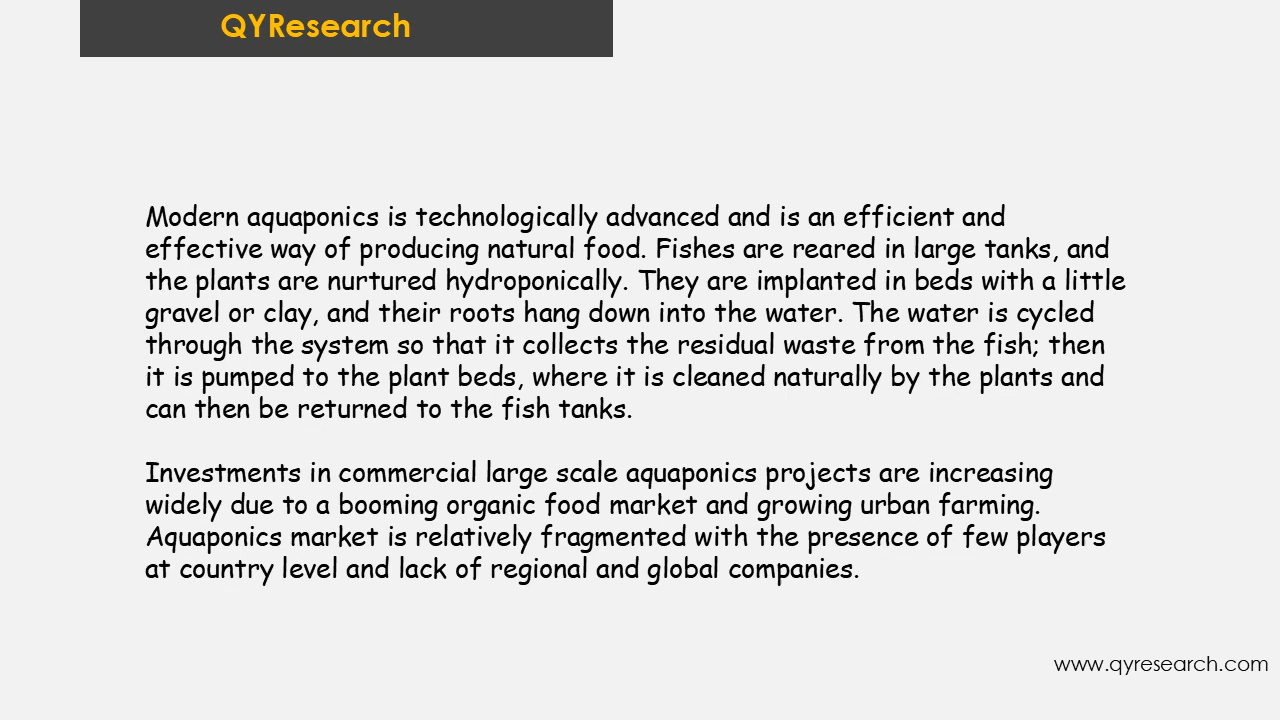 QYResearch
Modern aquaponics is technologically advanced and is an efficient and
effective way of producing natural food. Fishes are reared in large tanks, and
the plants are nurtured hydroponically. They are implanted in beds with a little
gravel or clay, and their roots hang down into the water. The water is cycled
through the system so that it collects the residual waste from the fish; then
it is pumped to the plant beds, where it is cleaned naturally by the plants and
can then be returned to the fish tanks.
Investments in commercial large scale aquaponics projects are increasing
widely due to a booming organic food market and growing urban farming.
Aquaponics market is relatively fragmented with the presence of few players
at country level and lack of regional and global companies.
www.qyresearch.com